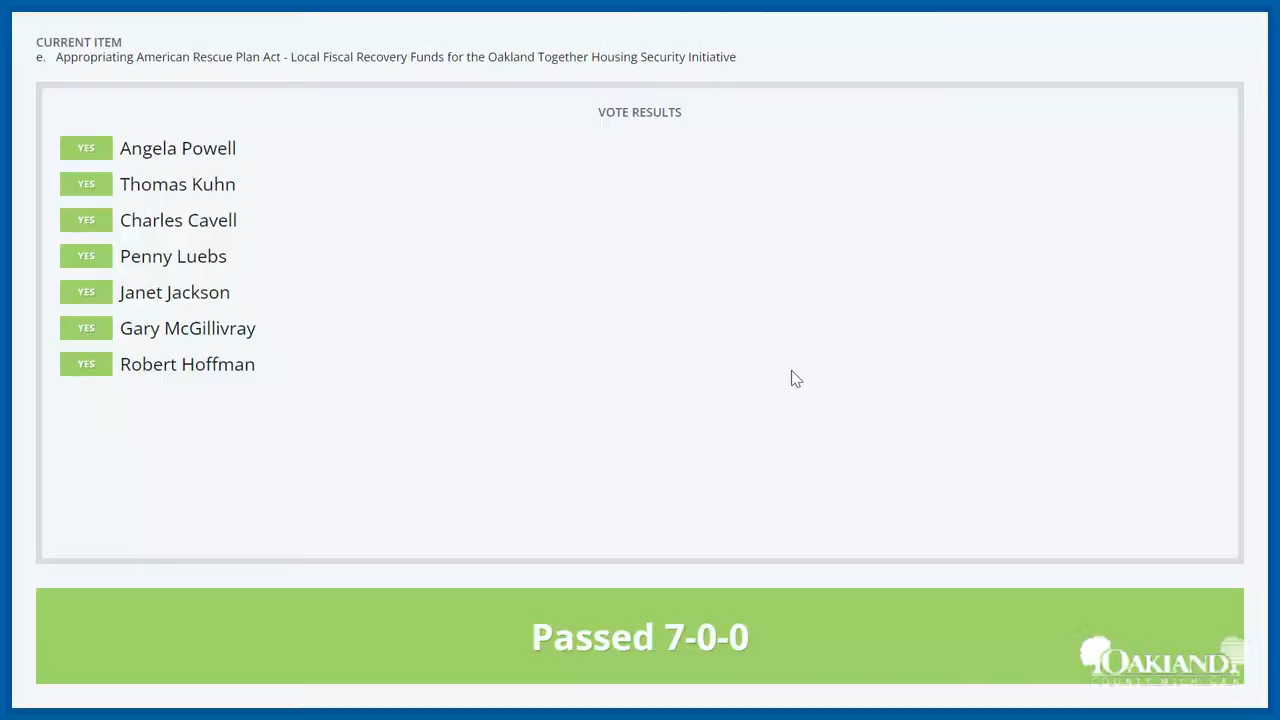 CURRENT ITEM
e. Appropriating American Rescue Plan Act - Local Fiscal Recovery Funds for the Oakland Together Housing Security Initiative
VOTE RESULTS
YES Angela Powell
YES Thomas Kuhn
YES Charles Cavell
YES Penny Luebs
YES Janet Jackson
YES Gary McGillivray
YES Robert Hoffman
Passed 7-0-0
OAKLAND
COUNTY MICHIGAN